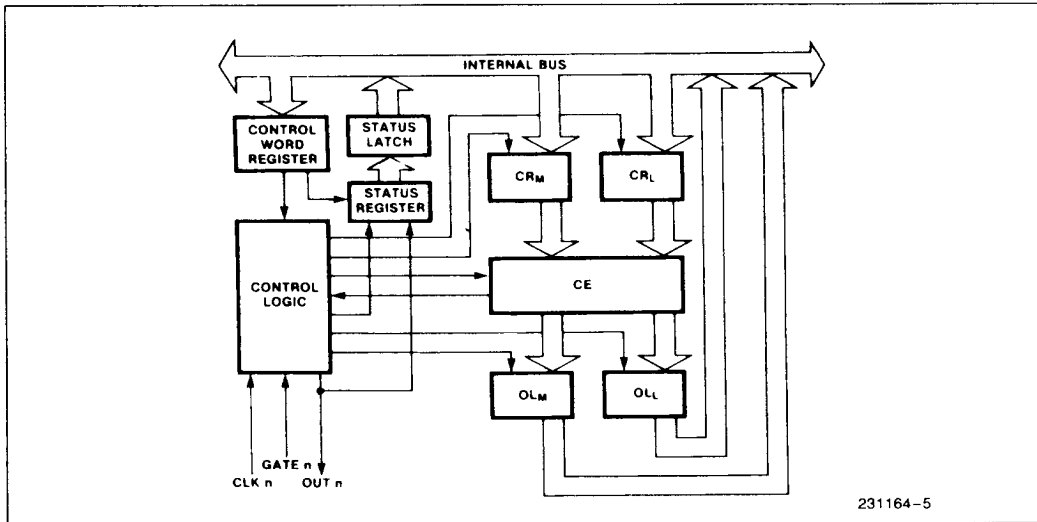 INTERNAL BUS
CONTROL
WORD
REGISTER
STATUS
LATCH
STATUS
REGISTER
CRM
CRL
CONTROL
LOGIC
CE
OLM
OLL
GATE n
CLK n
OUT n
231164-5